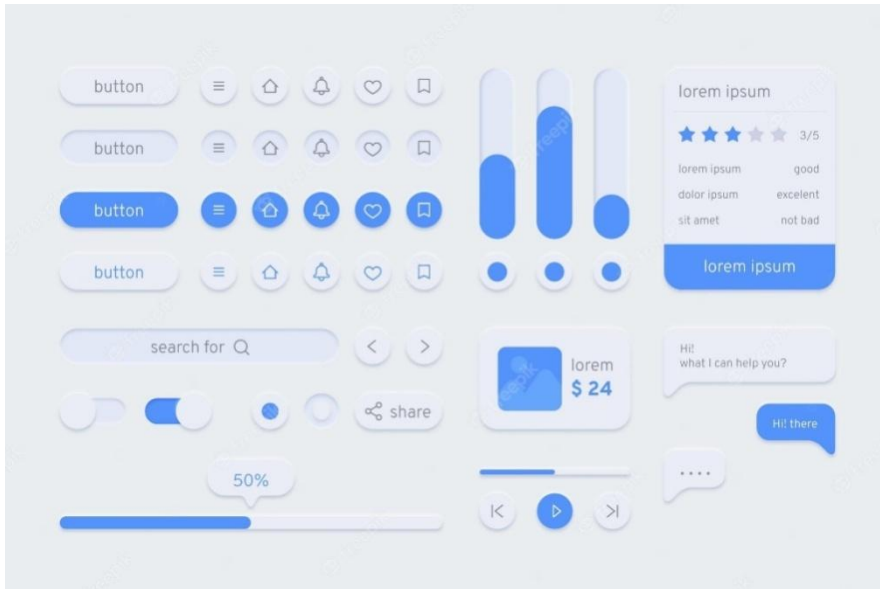 button
button
button
button
search for
share
50%
lorem
$ 24
lorem ipsum
3/5
lorem ipsum good
dolor ipsum excelent
sit amet not bad
lorem ipsum
Hi!
what I can help you?
Hi! there
....